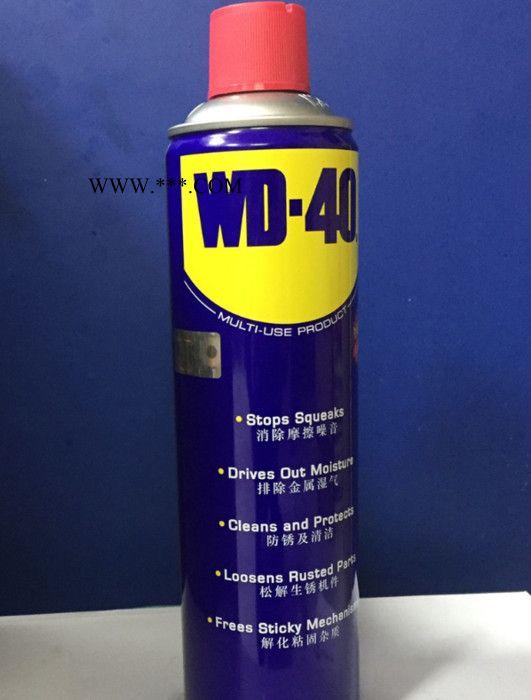 WWW.***.COM
WD-40
MULTI-USE PRODUCT
• Stops Squeaks
消除摩擦噪音
• Drives Out Moisture
排除金属湿气
• Cleans and Protects
防锈及清洁
• Loosens Rusted Parts
松解生锈机件
• Frees Sticky Mechanisms
解化粘固杂质